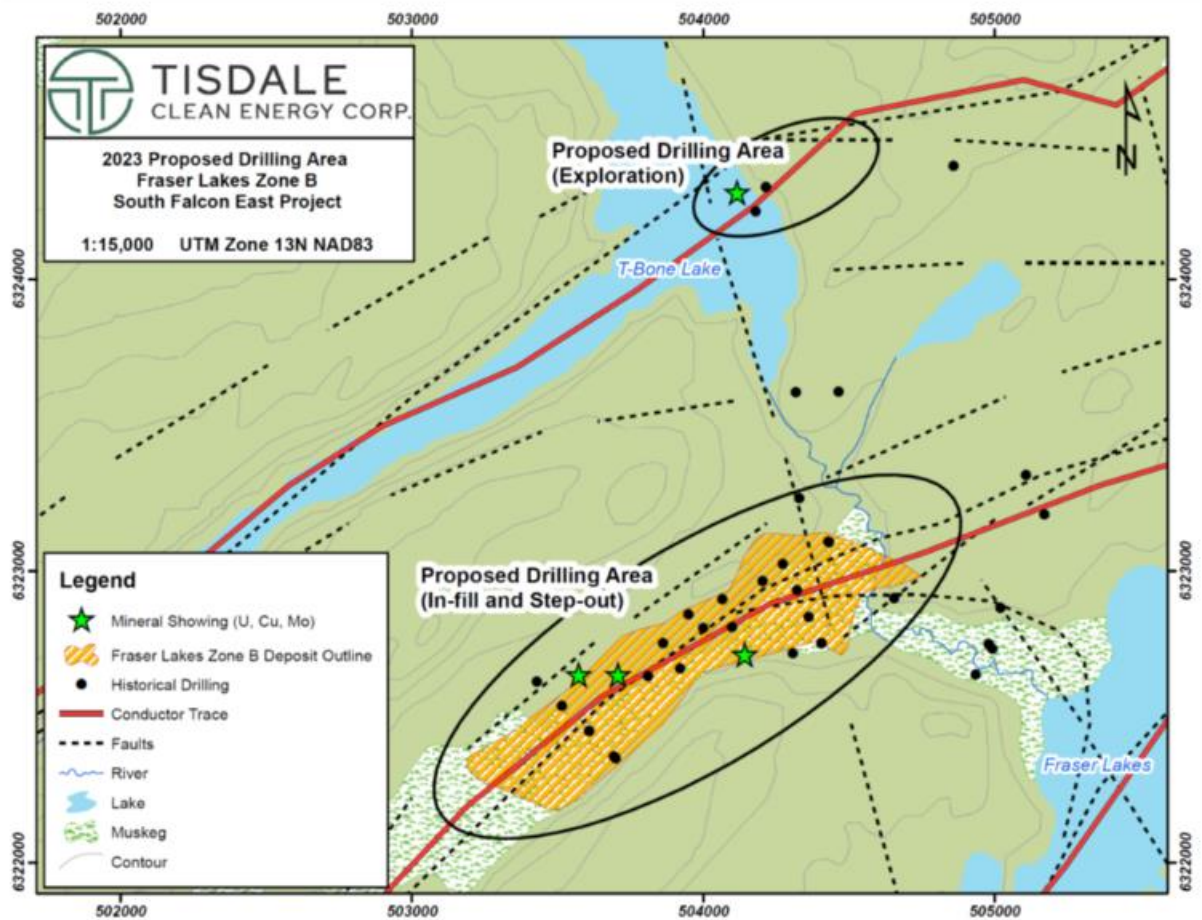 502000 503000 504000 505000
TISDALE
CLEAN ENERGY CORP.
2023 Proposed Drilling Area
Fraser Lakes Zone B
South Falcon East Project
1:15,000 UTM Zone 13N NAD83
N
Proposed Drilling Area
(Exploration)
T-Bone Lake
6324000 6324000
6323000 6323000
Proposed Drilling Area
(In-fill and Step-out)
Legend
Mineral Showing (U, Cu, Mo)
Fraser Lakes Zone B Deposit Outline
Historical Drilling
Conductor Trace
Faults
River
Lake
Muskeg
Contour
Fraser Lakes
6322000 6322000
502000 503000 504000 505000